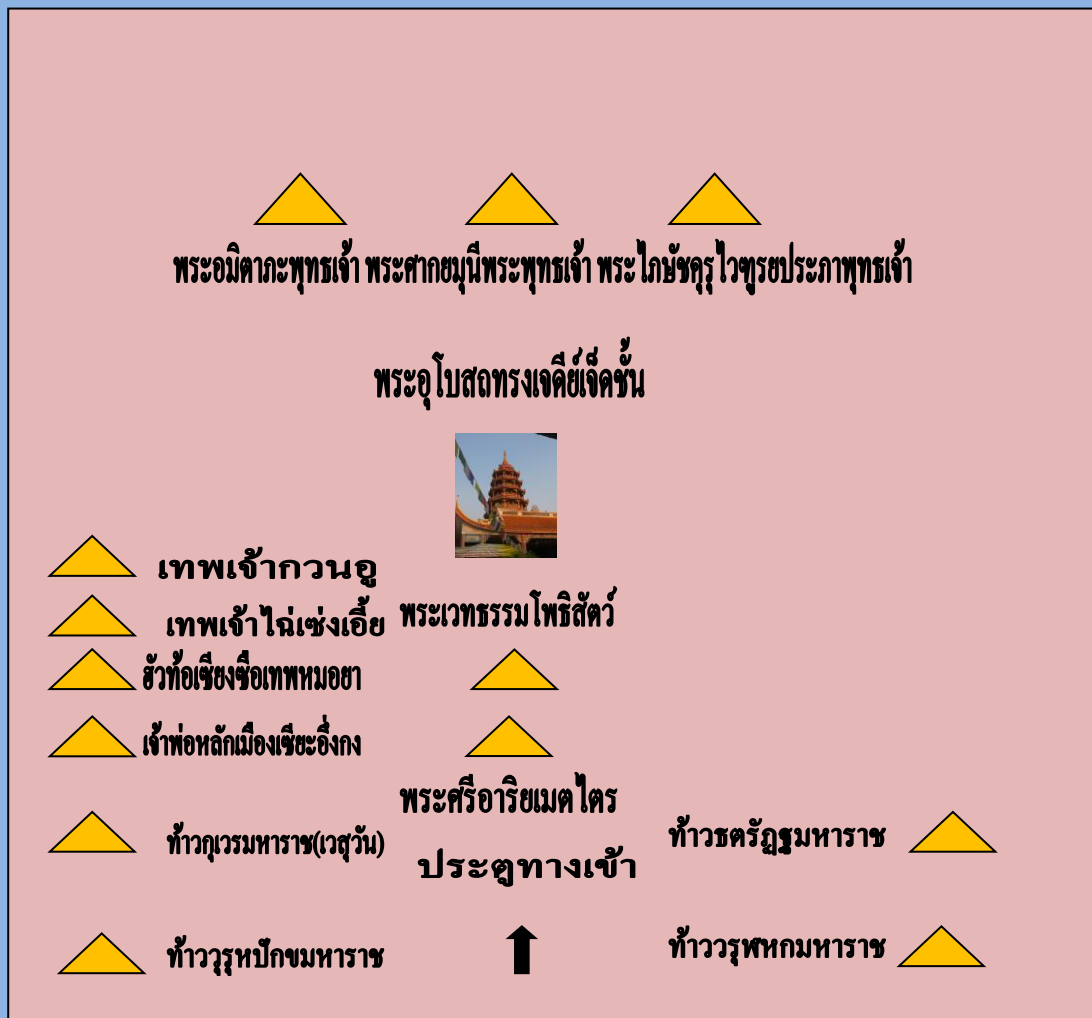 พระอมิตาภะพุทธเจ้า พระศากยมุนีพระพุทธเจ้า พระไภษัชคุรุไวฑูรยประภาพุทธเจ้า
พระอุโบสถทรงเจดีย์เจ็ดชั้น
เทพเจ้ากวนอู
เทพเจ้าไฉ่เซ่งเอี้ย
พระเวทธรรมโพธิสัตว์
ฮัวท้อเซียงซือเทพหมอยา
เจ้าพ่อหลักเมืองเซียะอึ่งกง
พระศรีอาริยเมตไตร
ท้าวกุเวรมหาราช(เวสุวัน)
ท้าวธตรัฏฐมหาราช
ประตูทางเข้า
ท้าววุรุหปักขมหาราช
ท้าววรุฬหกมหาราช